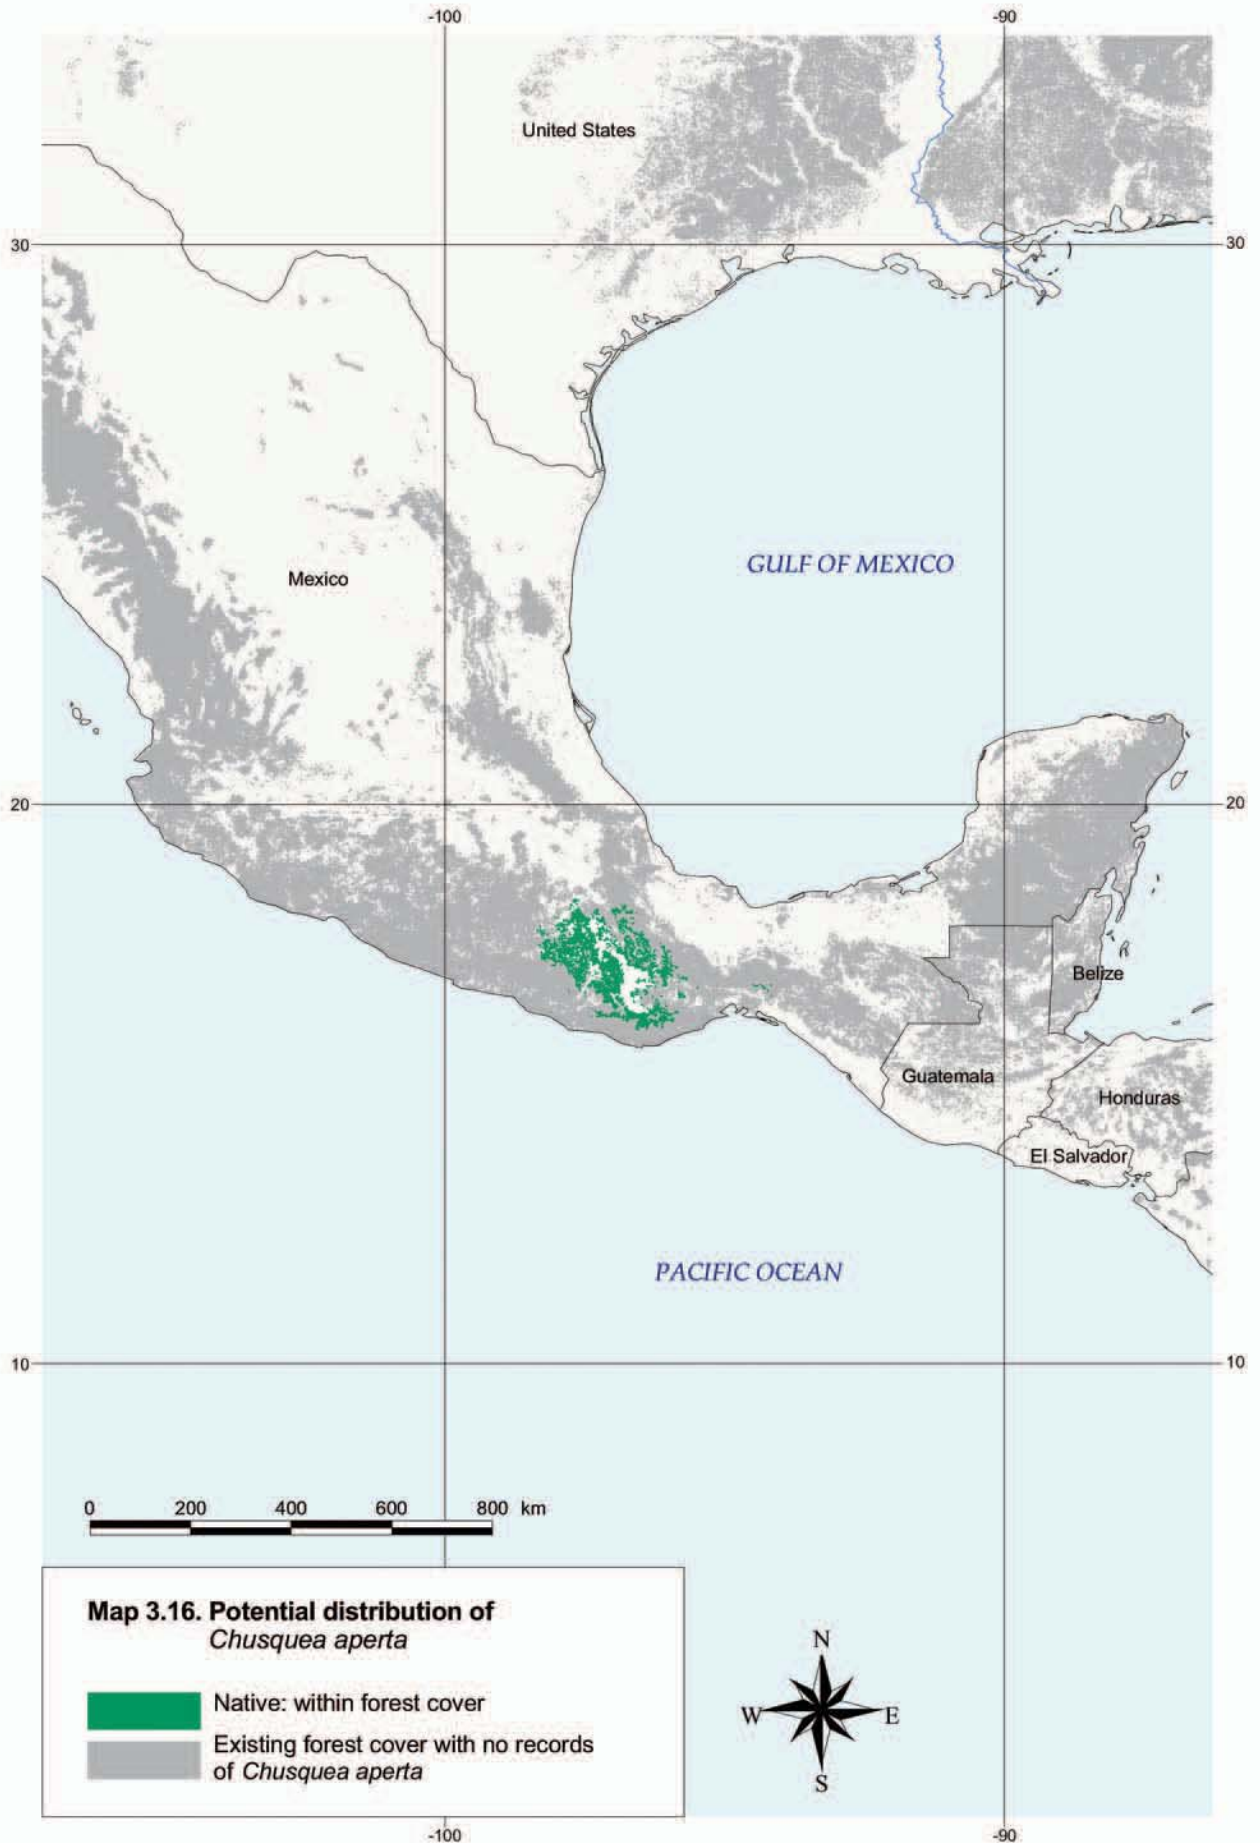 -100
-90
United States
30
30
Mexico
GULF OF MEXICO
20
20
Belize
Guatemala
Honduras
El Salvador
PACIFIC OCEAN
10
10
0 200 400 600 800 km
Map 3.16. Potential distribution of
Chusquea aperta
Native: within forest cover
Existing forest cover with no records
of Chusquea aperta
N
W
E
S
-100
-90